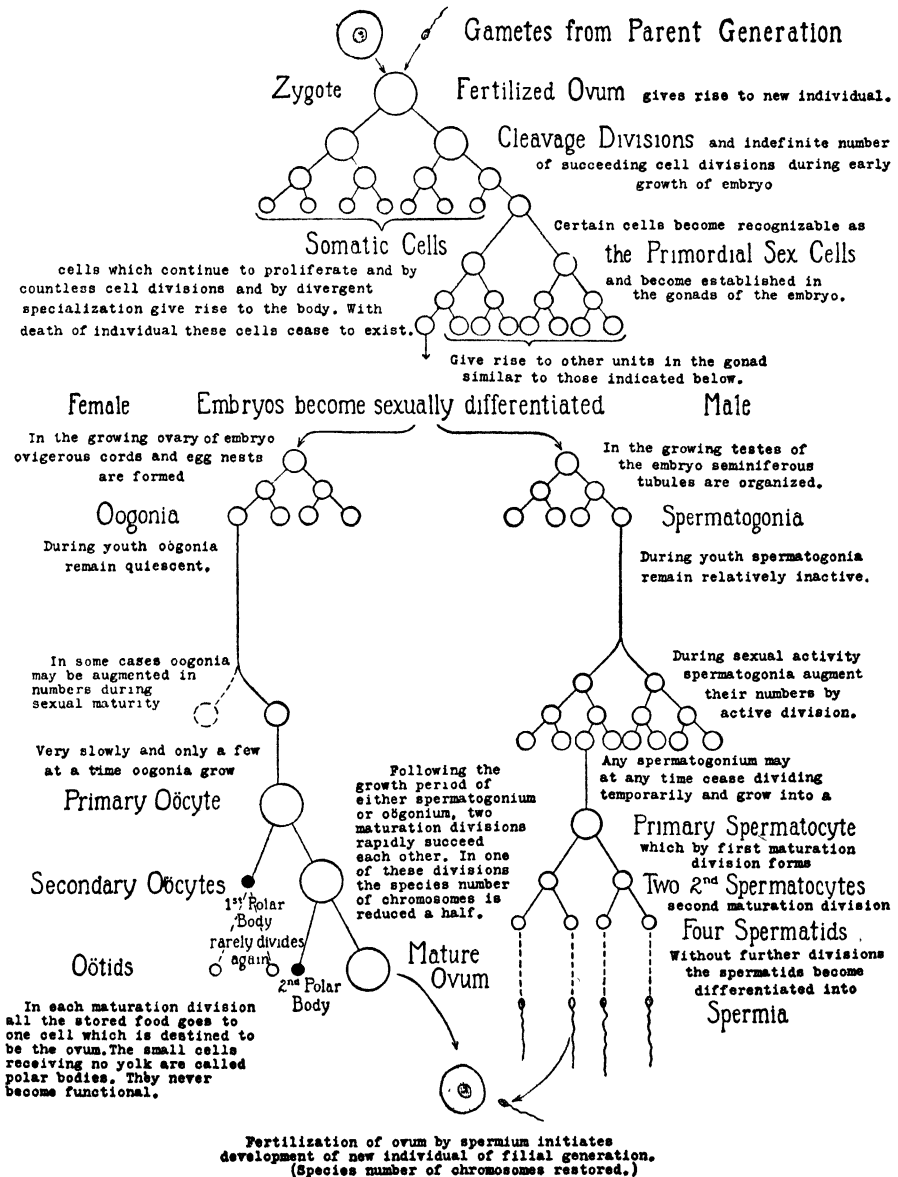 Gametes from Parent Generation
Zygote
Fertilized Ovum gives rise to new individual.
Cleavage Divisions and indefinite number
of succeeding cell divisions during early
growth of embryo
Certain cells become recognizable as
the Primordial Sex Cells
and become established in
the gonads of the embryo.
Somatic Cells
cells which continue to proliferate and by
countless cell divisions and by divergent
specialization give rise to the body. With
death of individual these cells cease to exist.
Give rise to other units in the gonad
similar to those indicated below.
Female
Embryos become sexually differentiated
Male
In the growing ovary of embryo
ovigerous cords and egg nests
are formed
In the growing testes of
the embryo seminiferous
tubules are organized.
Oogonia
Spermatogonia
During youth oögonia
remain quiescent.
During youth spermatogonia
remain relatively inactive.
In some cases oogonia
may be augmented in
numbers during
sexual maturity
During sexual activity
spermatogonia augment
their numbers by
active division.
Very slowly and only a few
at a time oogonia grow
Any spermatogonium may
at any time cease dividing
temporarily and grow into a
Primary Oöcyte
Following the
growth period of
either spermatogonium
or oögonium, two
maturation divisions
rapidly succeed
each other. In one
of these divisions
the species number
of chromosomes is
reduced a half.
Primary Spermatocyte
which by first maturation
division forms
Secondary Oöcytes
Two 2nd Spermatocytes
second maturation division
1st Polar
Body
rarely divides
again
Four Spermatids
Without further divisions
the spermatids become
differentiated into
Oötids
2nd Polar
Body
Mature
Ovum
Spermia
In each maturation division
all the stored food goes to
one cell which is destined to
be the ovum. The small cells
receiving no yolk are called
polar bodies. They never
become functional.
Fertilization of ovum by spermium initiates
development of new individual of filial generation.
(Species number of chromosomes restored.)